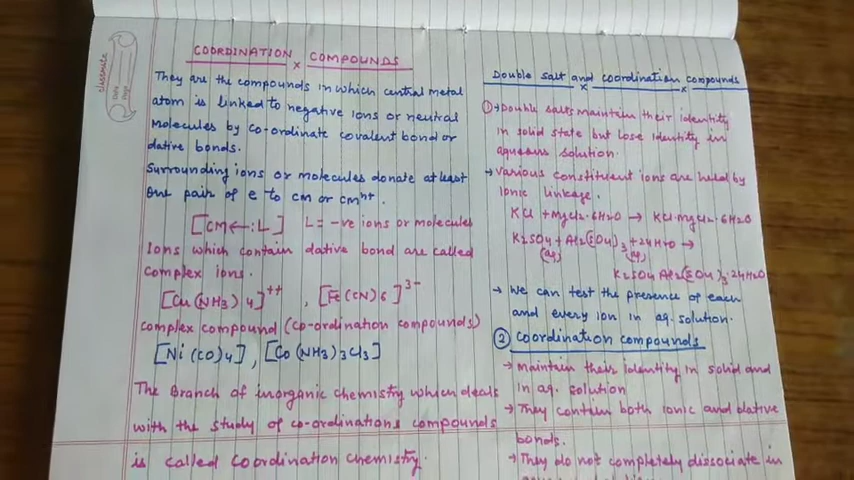 classmate
Date
Page
COORDINATION x COMPOUNDS
They are the compounds in which central metal
atom is linked to negative ions or neutral
molecules by co-ordinate covalent bond or
dative bonds.
Surrounding ions or molecules donate at least
one pair of e to CM or CMⁿ⁺.
[CM←:L] L = -ve ions or molecules
Ions which contain dative bond are called
complex ions.
[Cu(NH3)4]⁺⁺, [Fe(CN)6]³⁻
complex compound (co-ordination compounds)
[Ni(CO)4], [Co(NH3)3Cl3]
The Branch of inorganic chemistry which deals
with the study of co-ordinations compounds
is called coordination chemistry.
Double salt and coordination compounds
① → Double salts maintain their identity
in solid state but lose identity in
aqueous solution.
→ Various constituent ions are held by
ionic linkage.
KCl + MgCl2·6H2O → KCl·MgCl2·6H2O
K2SO4 + Al2(SO4)3 + 24H2O →
(aq) (aq)
K2SO4 Al2(SO4)3·24H2O
→ We can test the presence of each
and every ion in aq. solution.
② Coordination compounds
→ maintain their identity in solid and
in aq. solution
→ They contain both ionic and dative
bonds.
→ They do not completely dissociate in